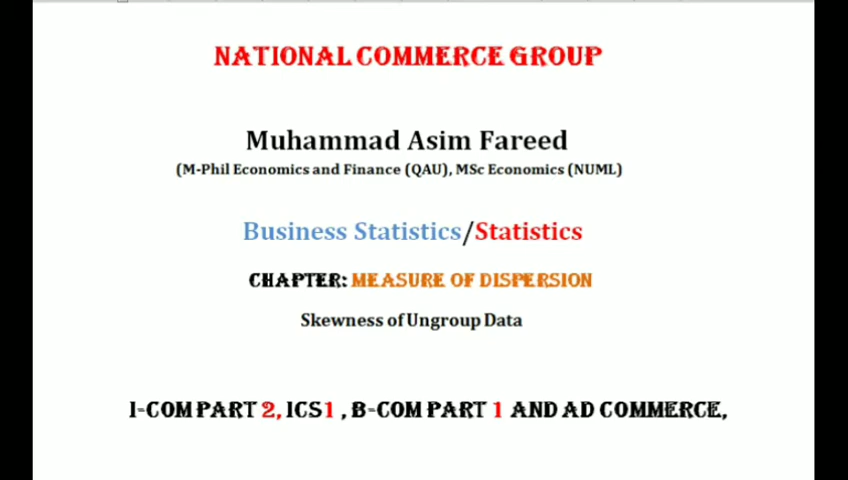 NATIONAL COMMERCE GROUP
Muhammad Asim Fareed
(M-Phil Economics and Finance (QAU), MSc Economics (NUML)
Business Statistics/Statistics
CHAPTER: MEASURE OF DISPERSION
Skewness of Ungroup Data
I-COM PART 2, ICS1 , B-COM PART 1 AND AD COMMERCE,